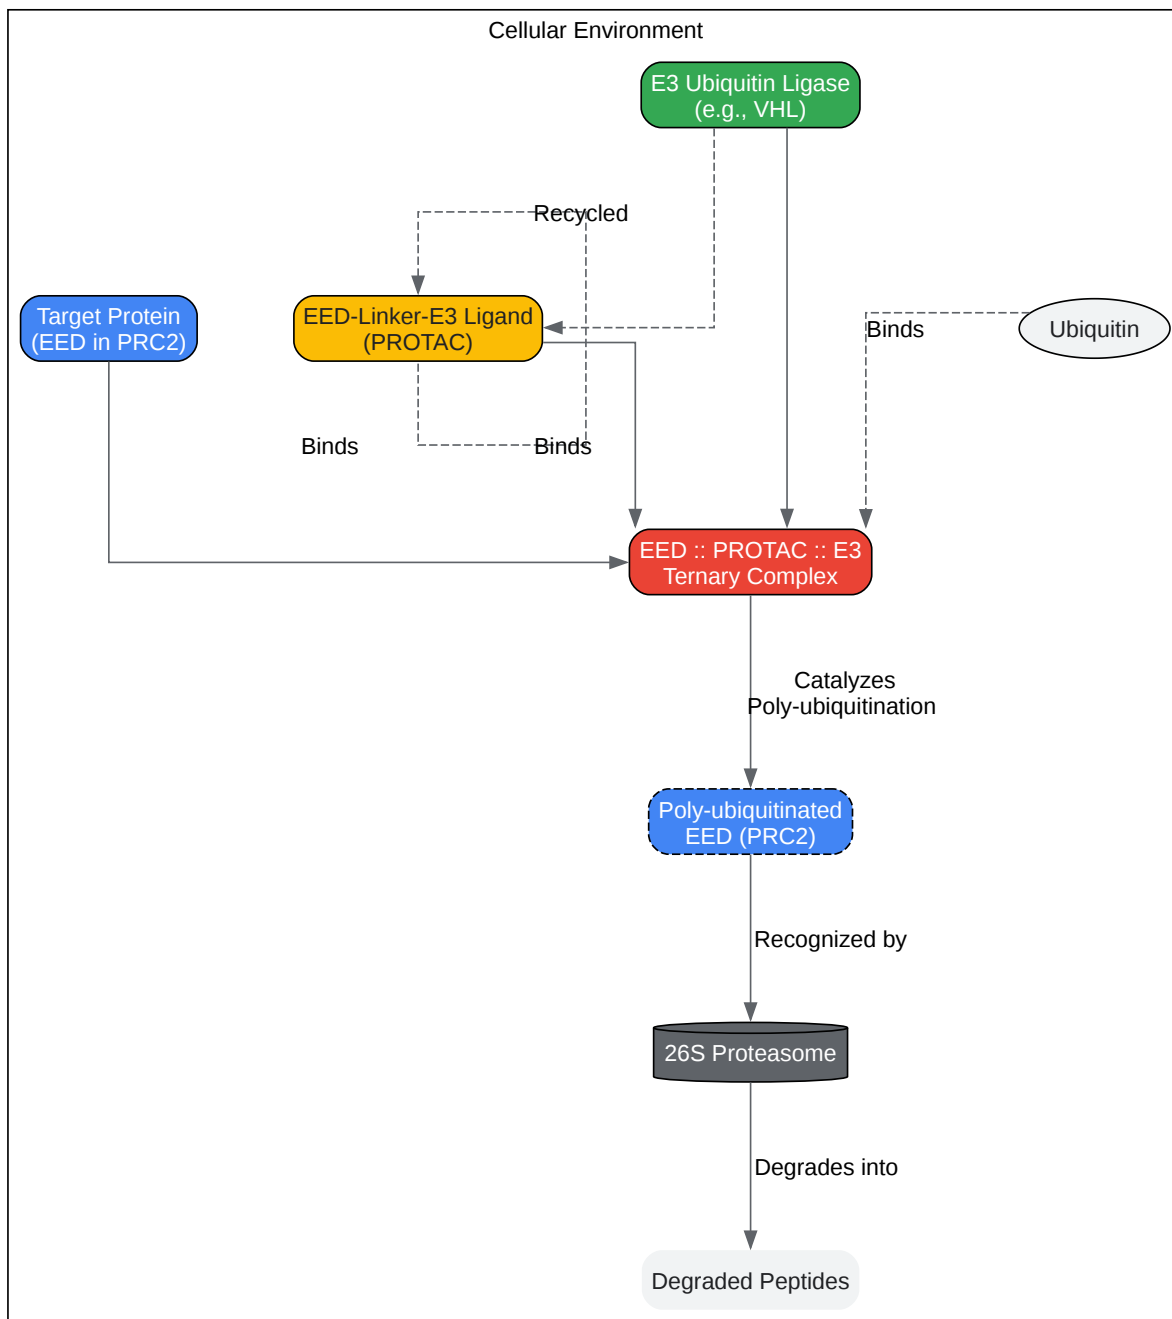 Cellular Environment
E3 Ubiquitin Ligase
(e.g., VHL)
Recycled
Target Protein
(EED in PRC2)
EED-Linker-E3 Ligand
(PROTAC)
Binds
Ubiquitin
Binds
Binds
EED :: PROTAC :: E3
Ternary Complex
Catalyzes
Poly-ubiquitination
Poly-ubiquitinated
EED (PRC2)
Recognized by
26S Proteasome
Degrades into
Degraded Peptides